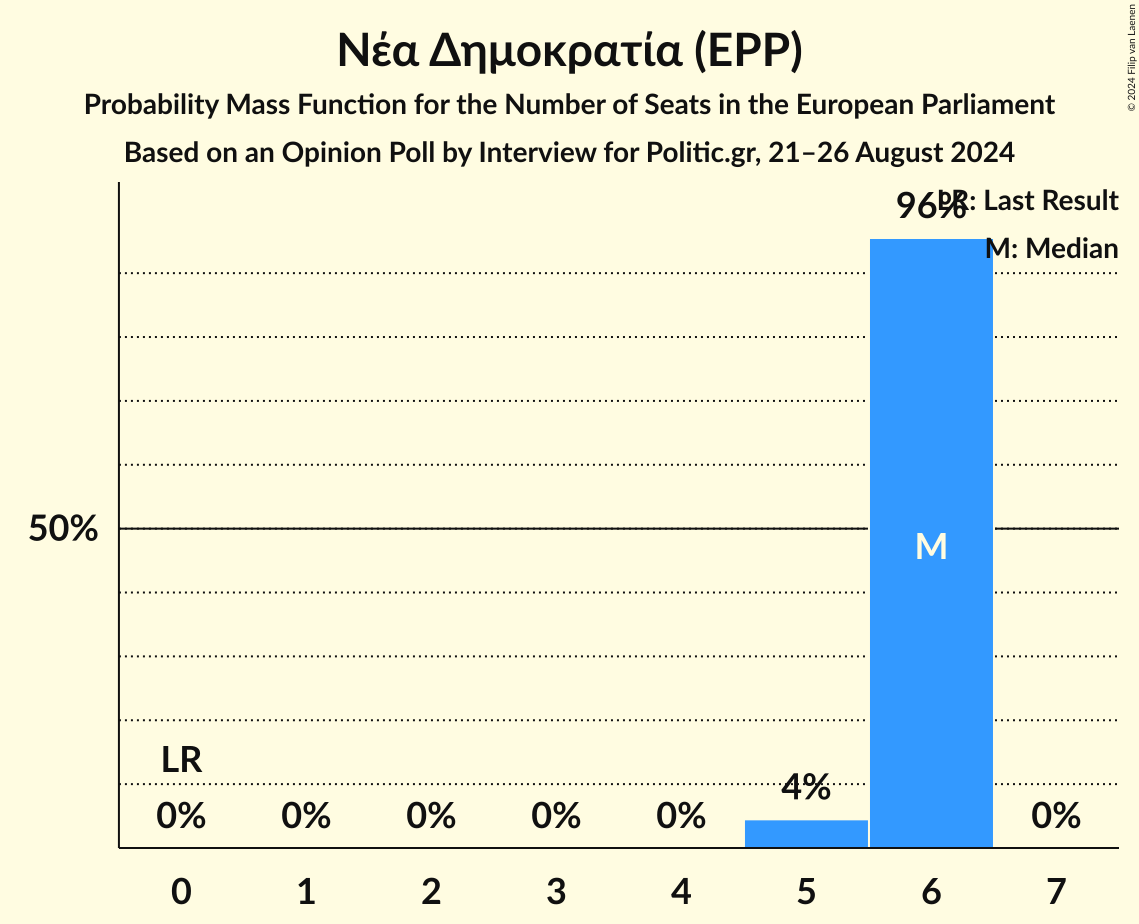 Νέα Δημοκρατία (EPP)
Probability Mass Function for the Number of Seats in the European Parliament
Based on an Opinion Poll by Interview for Politic.gr, 21–26 August 2024
© 2024 Filip van Laenen
96%
LR: Last Result
M: Median
50%
M
LR
0% 0% 0% 0% 0% 4% 0%
0 1 2 3 4 5 6 7